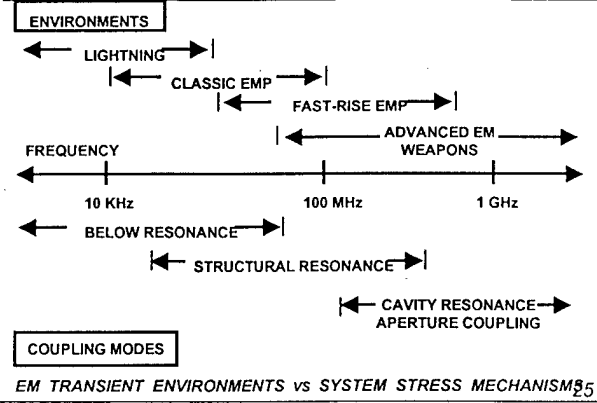 ENVIRONMENTS
LIGHTNING
CLASSIC EMP
FAST-RISE EMP
ADVANCED EM
WEAPONS
FREQUENCY
10 KHz
100 MHz
1 GHz
BELOW RESONANCE
STRUCTURAL RESONANCE
CAVITY RESONANCE
APERTURE COUPLING
COUPLING MODES
EM TRANSIENT ENVIRONMENTS vs SYSTEM STRESS MECHANISMS
25